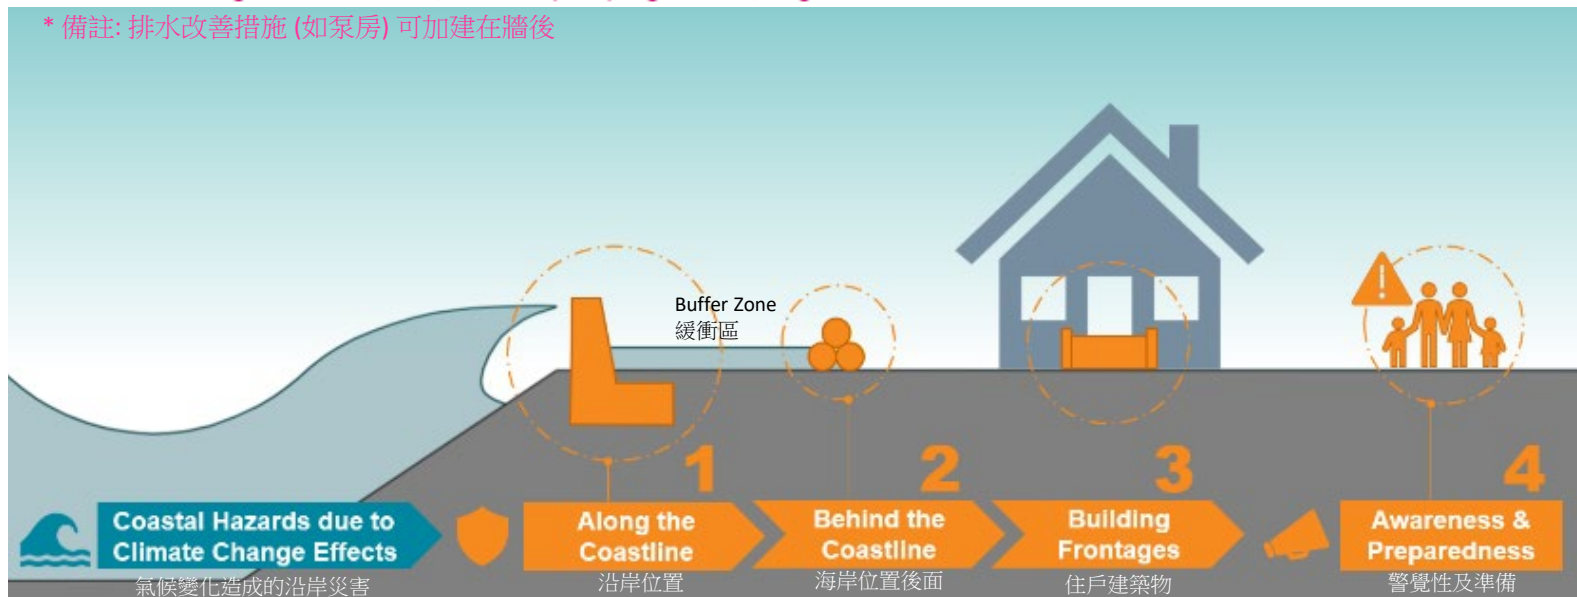 * 備註: 排水改善措施 (如泵房) 可加建在牆後
Buffer Zone
緩衝區
1
2
3
4
Coastal Hazards due to
Climate Change Effects
氣候變化造成的沿岸災害
Along the
Coastline
沿岸位置
Behind the
Coastline
海岸位置後面
Building
Frontages
住戶建築物
Awareness &
Preparedness
警覺性及準備